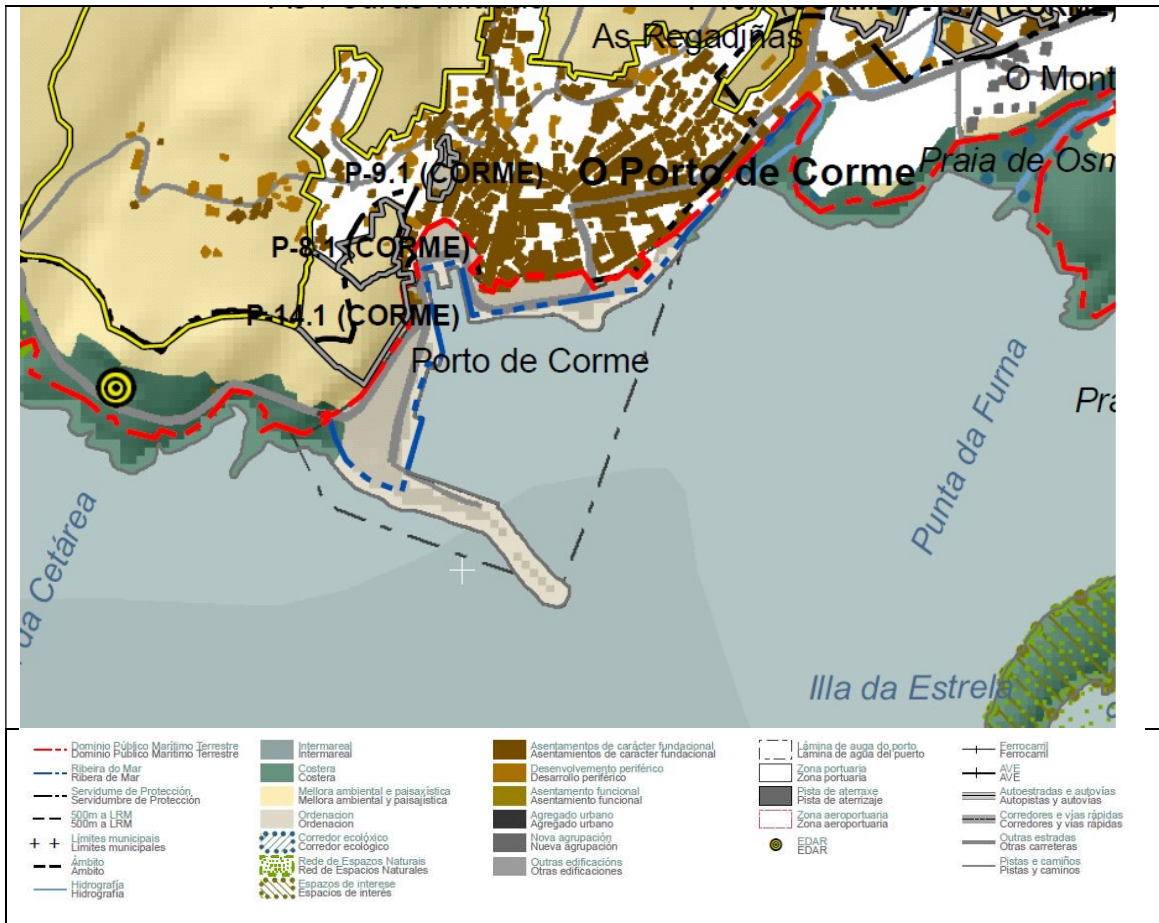 (CORME)
As Regadiñas
O Mont
P-9.1 (CORME)
O Porto de Corme
Praia de Osm
P-8.1 (CORME)
P-14.1 (CORME)
Porto de Corme
Punta da Furna
Pra
da Cetárea
Illa da Estrela
Dominio Público Marítimo Terrestre
Dominio Público Marítimo Terrestre
Ribeira do Mar
Ribera de Mar
Servidume de Protección
Servidumbre de Protección
500m a LRM
500m a LRM
Límites municipais
Límites municipales
Ámbito
Ámbito
Hidrografía
Hidrografía
Intermareal
Intermareal
Costeira
Costera
Mellora ambiental e paisaxística
Mejora ambiental y paisajística
Ordenacion
Ordenacion
Corredor ecolóxico
Corredor ecológico
Rede de Espazos Naturais
Red de Espacios Naturales
Espazos de interese
Espacios de interés
Asentamentos de carácter fundacional
Asentamientos de carácter fundacional
Desenvolvemento periférico
Desarrollo periférico
Asentamento funcional
Asentamiento funcional
Agregado urbano
Agregado urbano
Nova agrupación
Nueva agrupación
Outras edificacións
Otras edificaciones
Lámina de auga do porto
Lámina de agua del puerto
Zona portuaria
Zona portuaria
Pista de aterraxe
Pista de aterrizaje
Zona aeroportuaria
Zona aeroportuaria
EDAR
EDAR
Ferrocarril
Ferrocarril
AVE
AVE
Autoestradas e autovías
Autopistas y autovías
Corredores e vías rápidas
Corredores y vías rápidas
Outras estradas
Otras carreteras
Pistas e camiños
Pistas y caminos